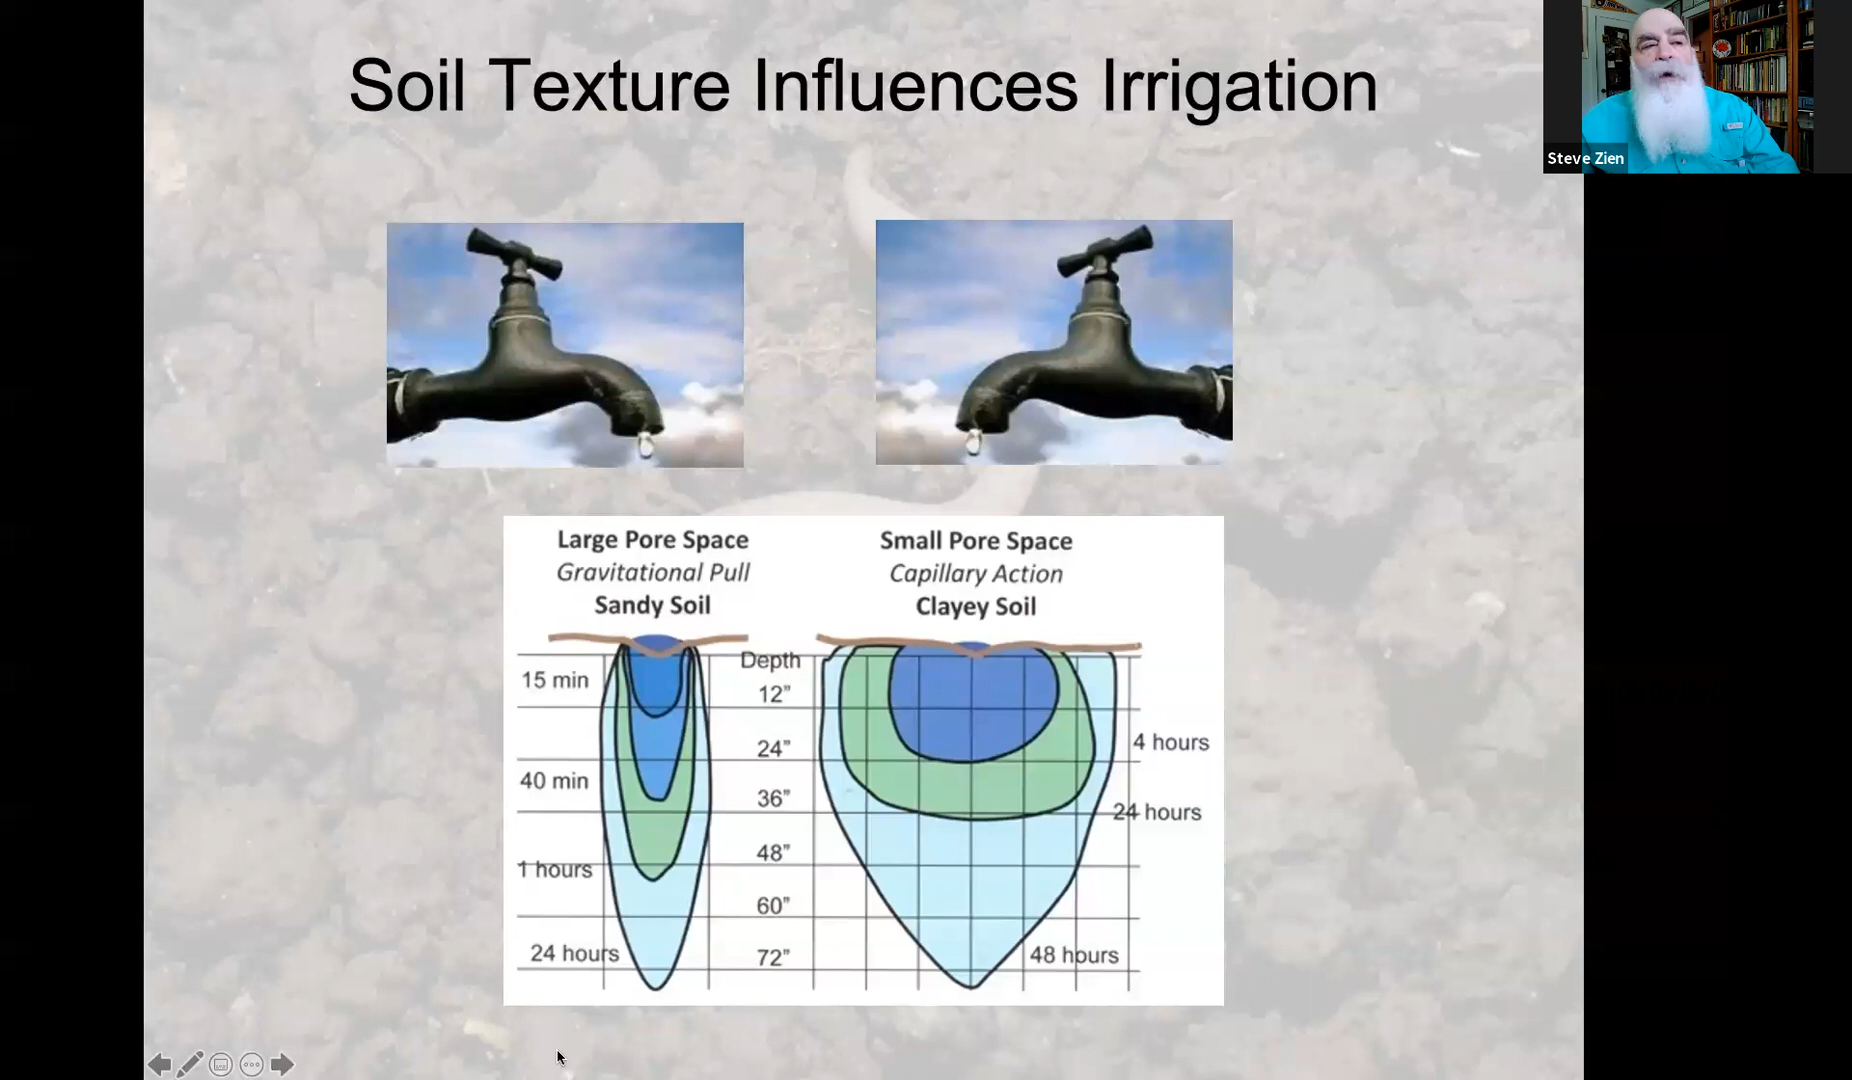 Soil Texture Influences Irrigation
Steve Zien
Large Pore Space
Gravitational Pull
Sandy Soil
Small Pore Space
Capillary Action
Clayey Soil
Depth
15 min
12”
24”
4 hours
40 min
36”
24 hours
48”
1 hours
60”
24 hours
72”
48 hours